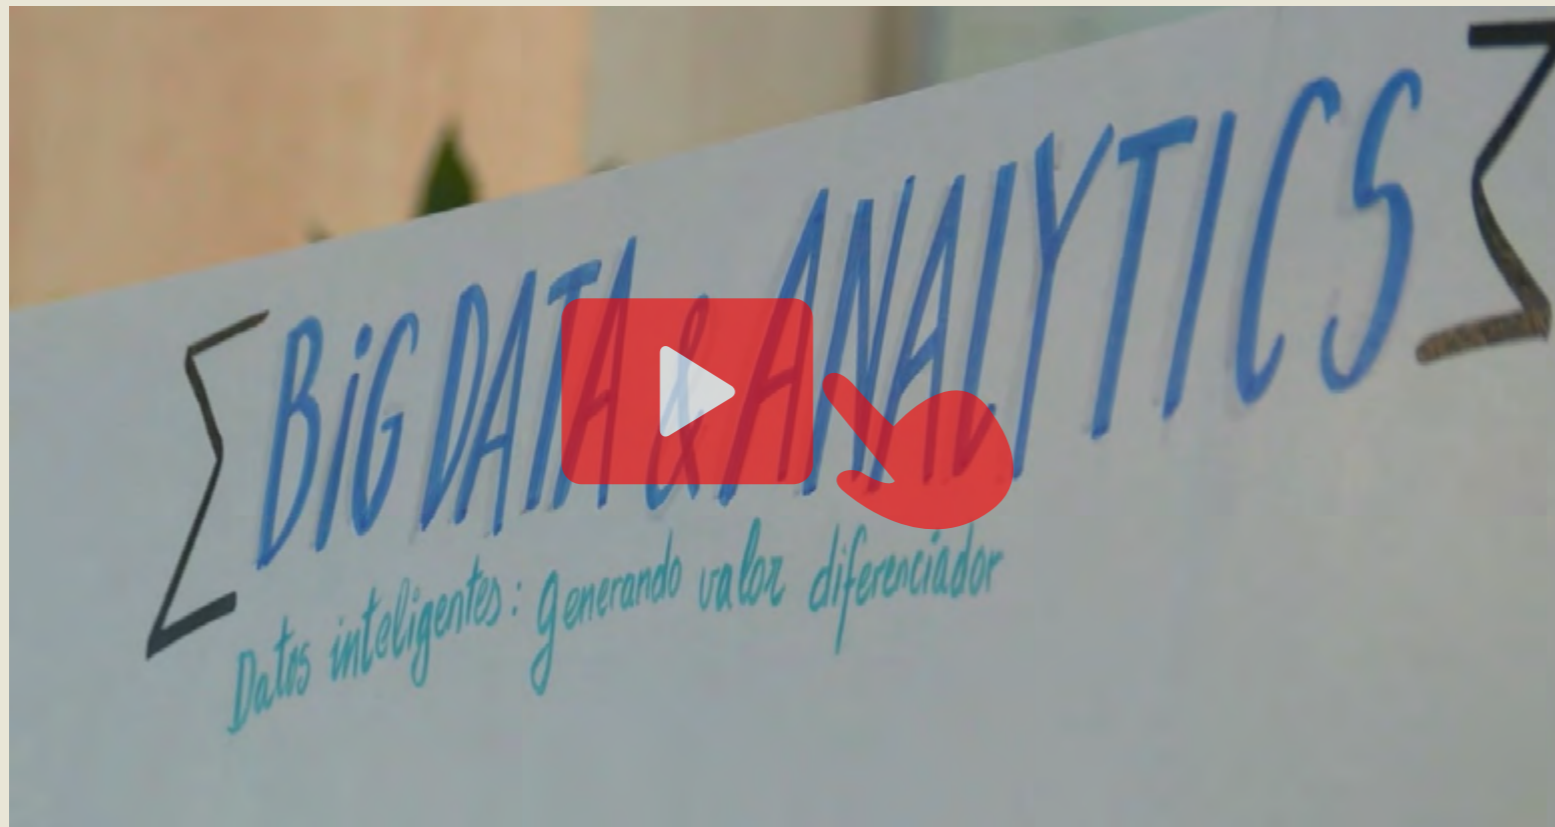 BiG DATA & ANALYTICS
Datos inteligentes: generando valor diferenciador